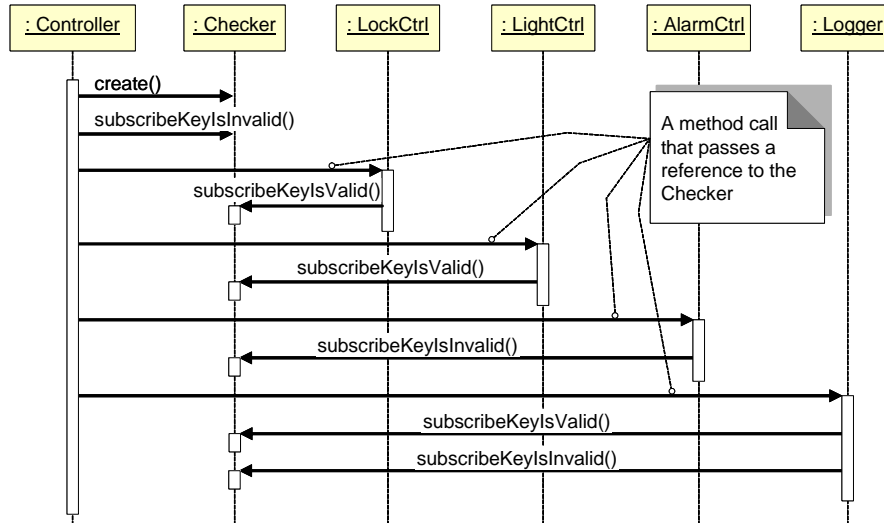 : Controller
: Checker
: LockCtrl
: LightCtrl
: AlarmCtrl
: Logger
create()
subscribeKeyIsInvalid()
A method call
that passes a
reference to the
Checker
subscribeKeyIsValid()
subscribeKeyIsValid()
subscribeKeyIsInvalid()
subscribeKeyIsValid()
subscribeKeyIsInvalid()